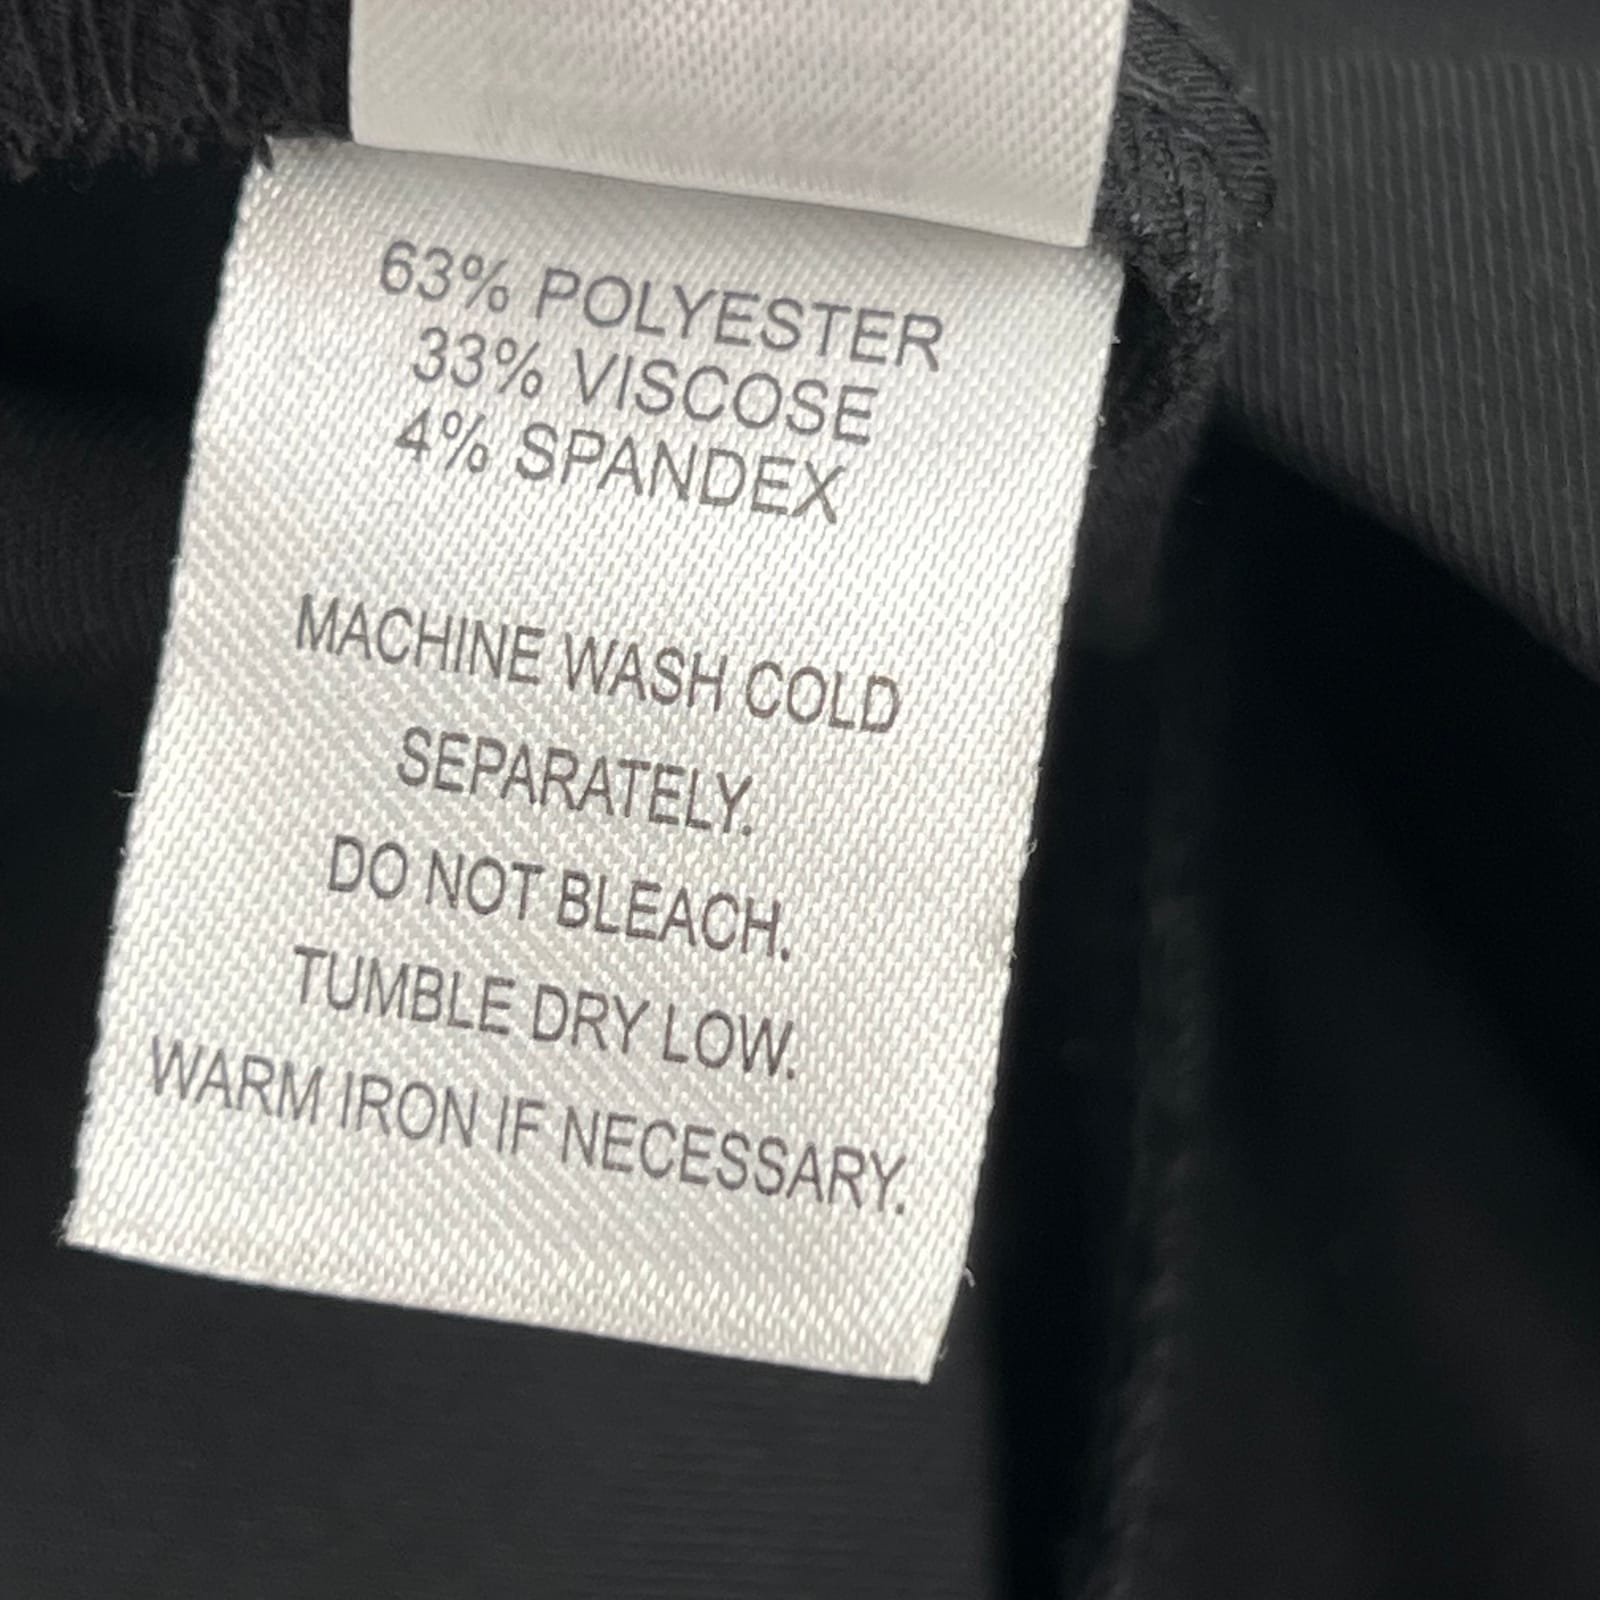 63% POLYESTER
33% VISCOSE
4% SPANDEX
MACHINE WASH COLD
SEPARATELY.
DO NOT BLEACH.
TUMBLE DRY LOW.
WARM IRON IF NECESSARY.